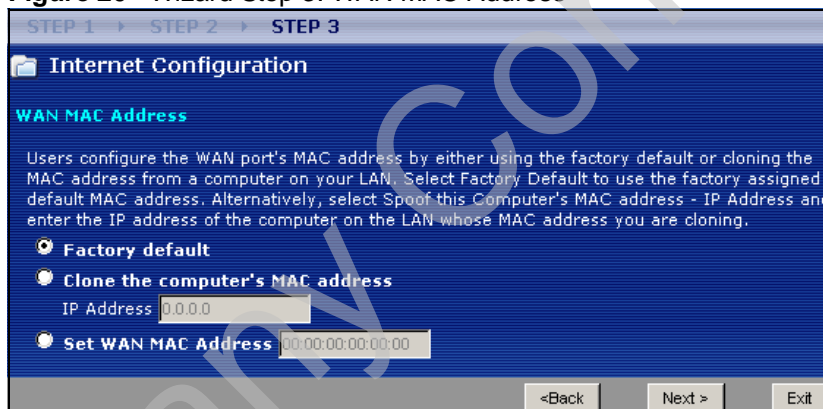 STEP 1 › STEP 2 › STEP 3
Internet Configuration
WAN MAC Address
Users configure the WAN port's MAC address by either using the factory default or cloning the
MAC address from a computer on your LAN. Select Factory Default to use the factory assigned
default MAC address. Alternatively, select Spoof this Computer's MAC address - IP Address and
enter the IP address of the computer on the LAN whose MAC address you are cloning.
Factory default
Clone the computer's MAC address
IP Address 0.0.0.0
Set WAN MAC Address 00:00:00:00:00:00
<Back Next > Exit